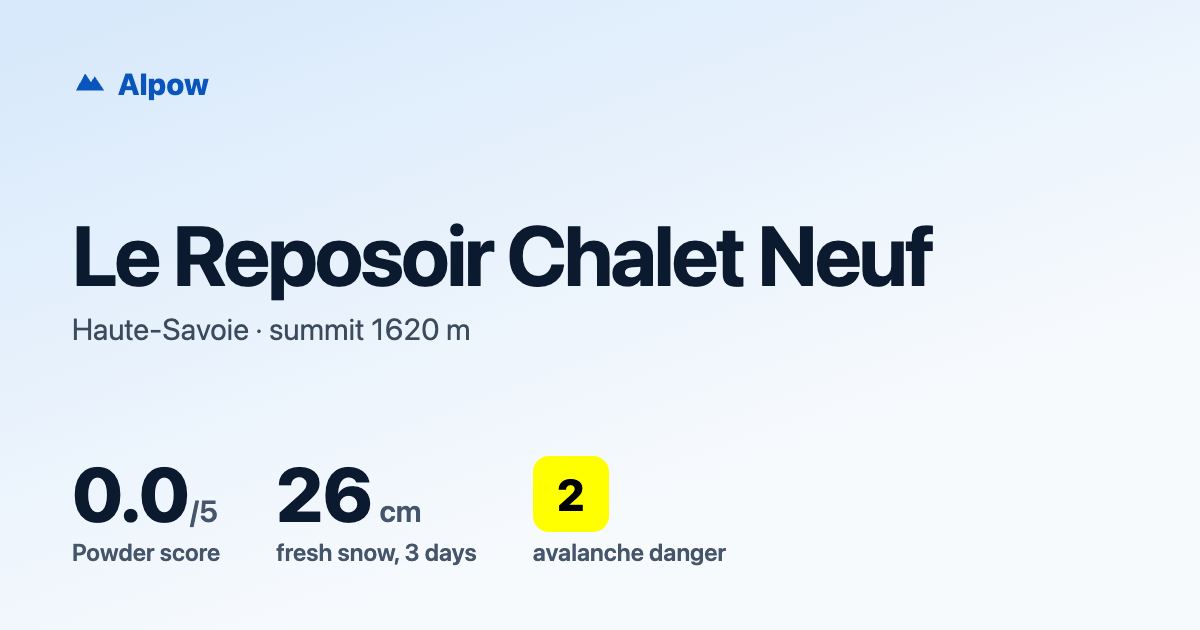 Alpow
Le Reposoir Chalet Neuf
Haute-Savoie · summit 1620 m
0.0/5 26 cm 2
Powder score fresh snow, 3 days avalanche danger